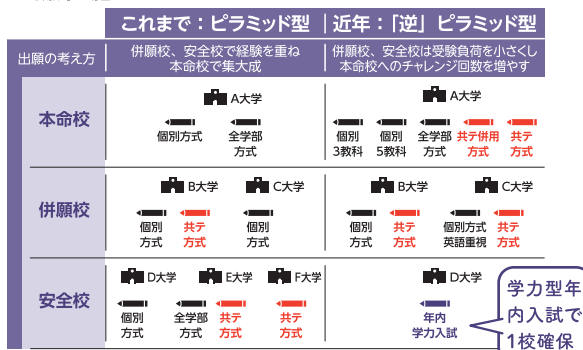 これまで：ピラミッド型
近年：「逆」ピラミッド型
出願の考え方
併願校、安全校で経験を重ね
本命校で集大成
併願校、安全校は受験負荷を小さくし
本命校へのチャレンジ回数を増やす
本命校
A大学
個別方式
全学部
方式
A大学
個別
3教科
個別
5教科
全学部
方式
共テ併用
方式
共テ
方式
併願校
B大学
個別
方式
共テ
方式
C大学
個別
方式
B大学
個別
方式
共テ
方式
C大学
個別方式
英語重視
共テ
方式
安全校
D大学
個別
方式
E大学
全学部
方式
共テ
方式
F大学
共テ
方式
D大学
年内
学力入試
学力型年
内入試で
1校確保